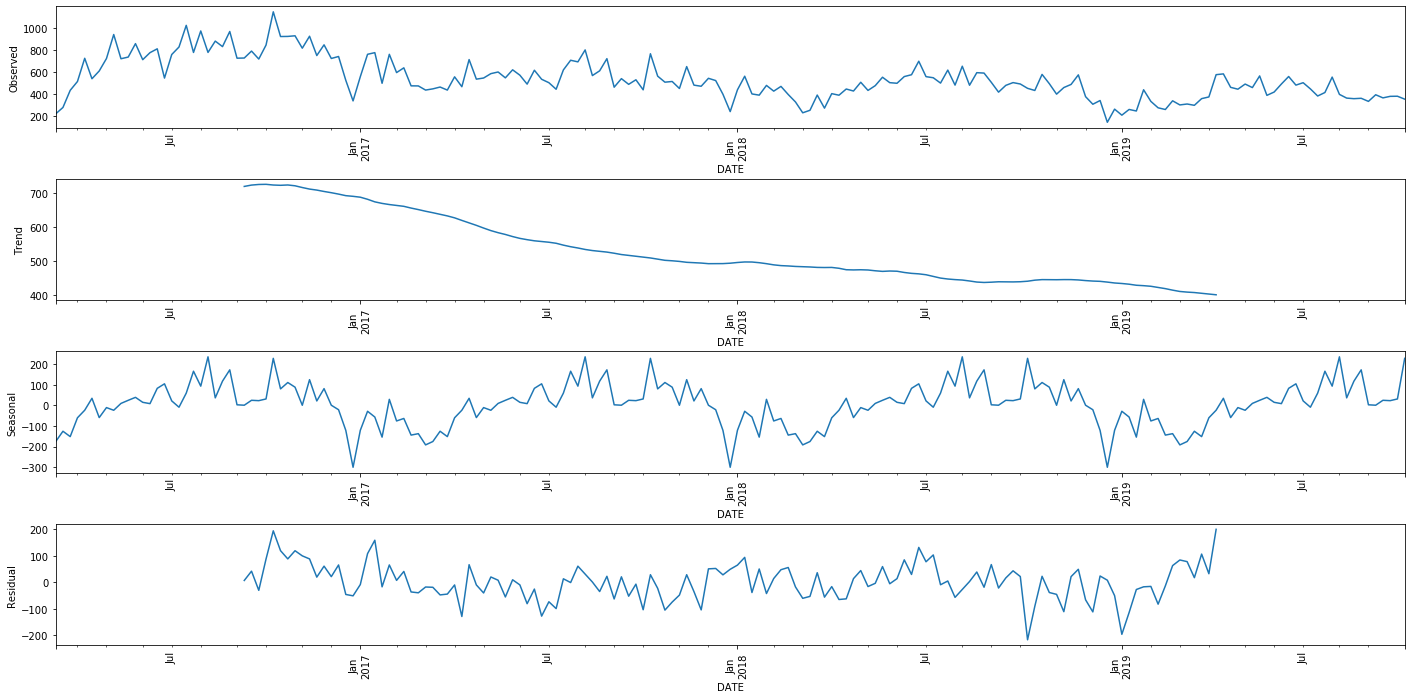 Observed
1000
800
600
400
200
Jul
Jan
2017
Jul
Jan
2018
Jul
Jan
2019
Jul
DATE
Trend
700
600
500
400
Jul
Jan
2017
Jul
Jan
2018
Jul
Jan
2019
Jul
DATE
Seasonal
200
100
0
−100
−200
−300
Jul
Jan
2017
Jul
Jan
2018
Jul
Jan
2019
Jul
DATE
Residual
200
100
0
−100
−200
Jul
Jan
2017
Jul
Jan
2018
Jul
Jan
2019
Jul
DATE